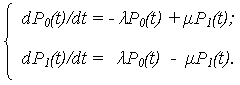 dP₀(t)/dt = - λP₀(t) + μP₁(t);
dP₁(t)/dt = λP₀(t) - μP₁(t).